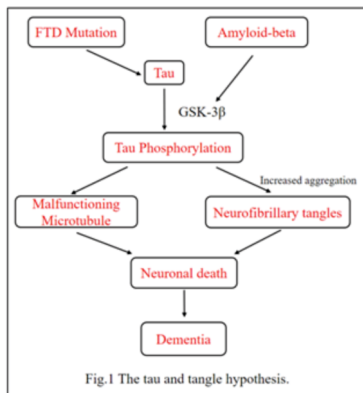 FTD Mutation
Amyloid-beta
Tau
GSK-3β
Tau Phosphorylation
Increased aggregation
Malfunctioning
Microtubule
Neurofibrillary tangles
Neuronal death
Dementia
Fig.1 The tau and tangle hypothesis.